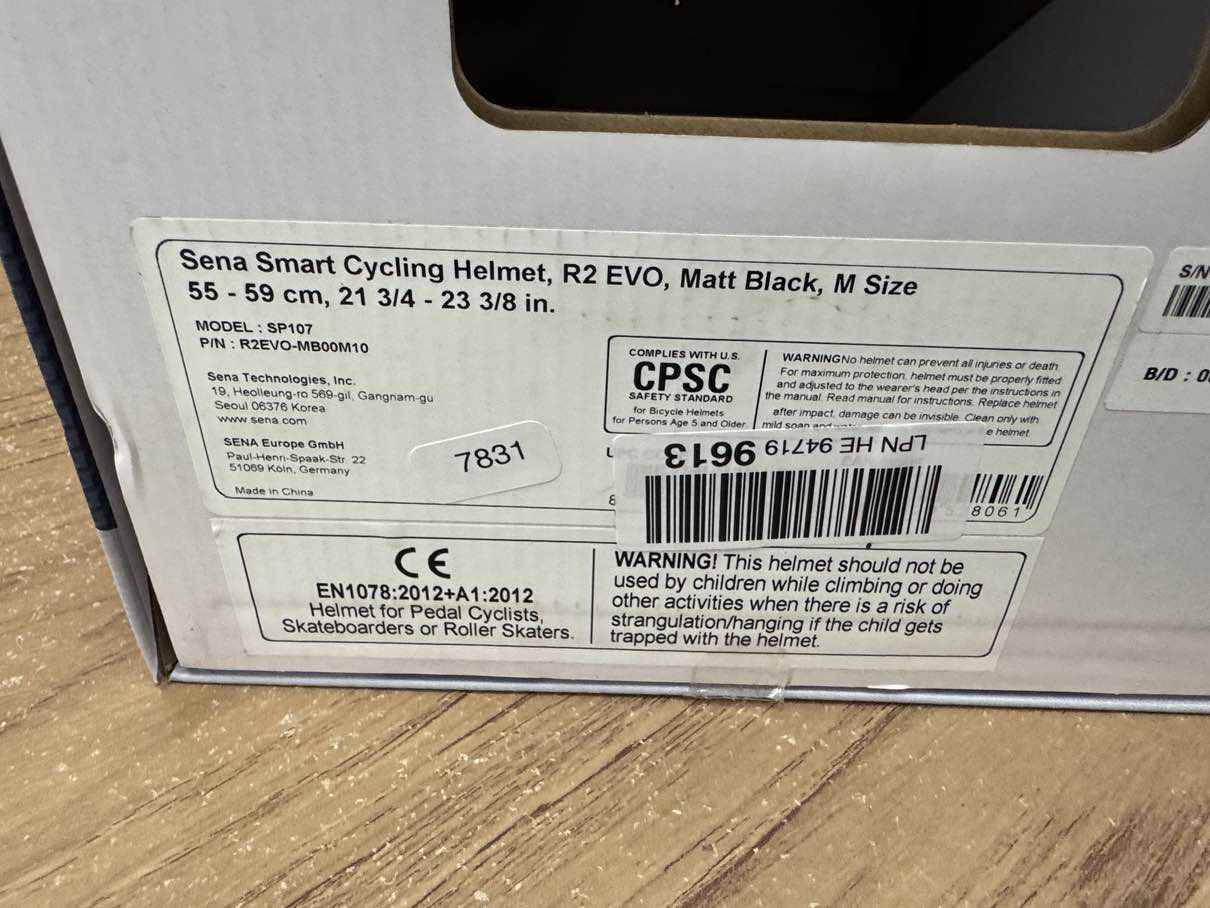 Sena Smart Cycling Helmet, R2 EVO, Matt Black, M Size
55 - 59 cm, 21 3/4 - 23 3/8 in.
MODEL : SP107
P/N : R2EVO-MB00M10
Sena Technologies, Inc.
19, Heolleung-ro 569-gil, Gangnam-gu
Seoul 06376 Korea
www.sena.com
SENA Europe GmbH
Paul-Henri-Spaak-Str. 22
51069 Köln, Germany
Made in China
7831
COMPLIES WITH U.S.
CPSC
SAFETY STANDARD
for Bicycle Helmets
for Persons Age 5 and Older
WARNING No helmet can prevent all injuries or death.
For maximum protection, helmet must be properly fitted
and adjusted to the wearer's head per the instructions in
the manual. Read manual for instructions. Replace helmet
after impact, damage can be invisible. Clean only with
mild soap and
e helmet.
LPN HE 94719 9613
8
8061
S/N
B/D : 0
CE
EN1078:2012+A1:2012
Helmet for Pedal Cyclists,
Skateboarders or Roller Skaters.
WARNING! This helmet should not be
used by children while climbing or doing
other activities when there is a risk of
strangulation/hanging if the child gets
trapped with the helmet.